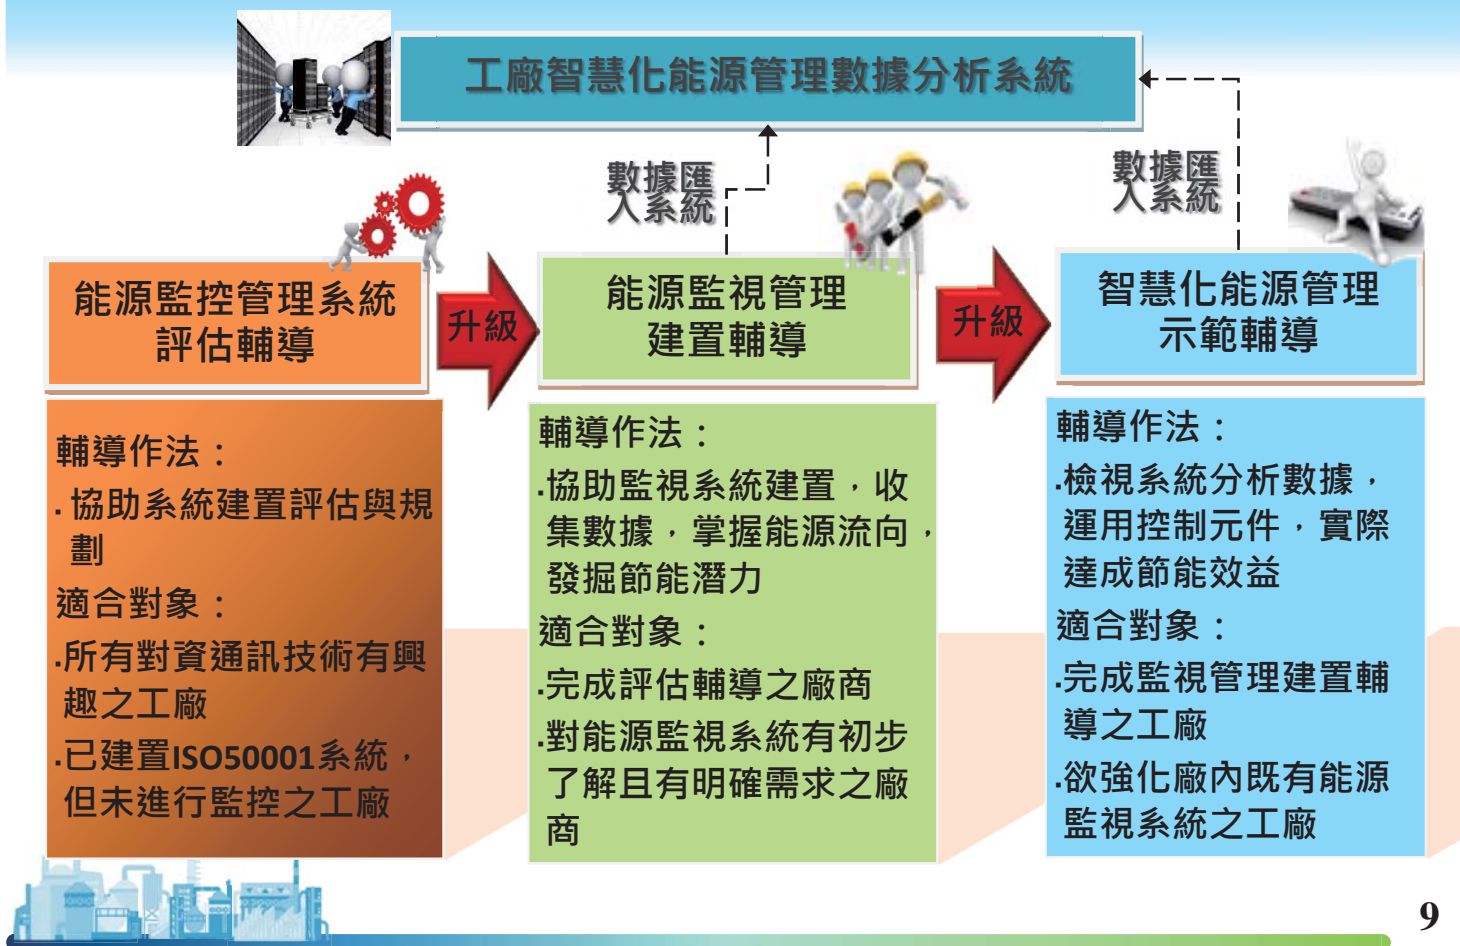 工廠智慧化能源管理數據分析系統
數據匯
入系統
數據匯
入系統
能源監控管理系統
評估輔導
升級
能源監視管理
建置輔導
升級
智慧化能源管理
示範輔導
輔導作法：
.協助系統建置評估與規
劃
適合對象：
.所有對資通訊技術有興
趣之工廠
.已建置ISO50001系統，
但未進行監控之工廠
輔導作法：
.協助監視系統建置，收
集數據，掌握能源流向，
發掘節能潛力
適合對象：
.完成評估輔導之廠商
.對能源監視系統有初步
了解且有明確需求之廠
商
輔導作法：
.檢視系統分析數據，
運用控制元件，實際
達成節能效益
適合對象：
.完成監視管理建置輔
導之工廠
.欲強化廠內既有能源
監視系統之工廠
9